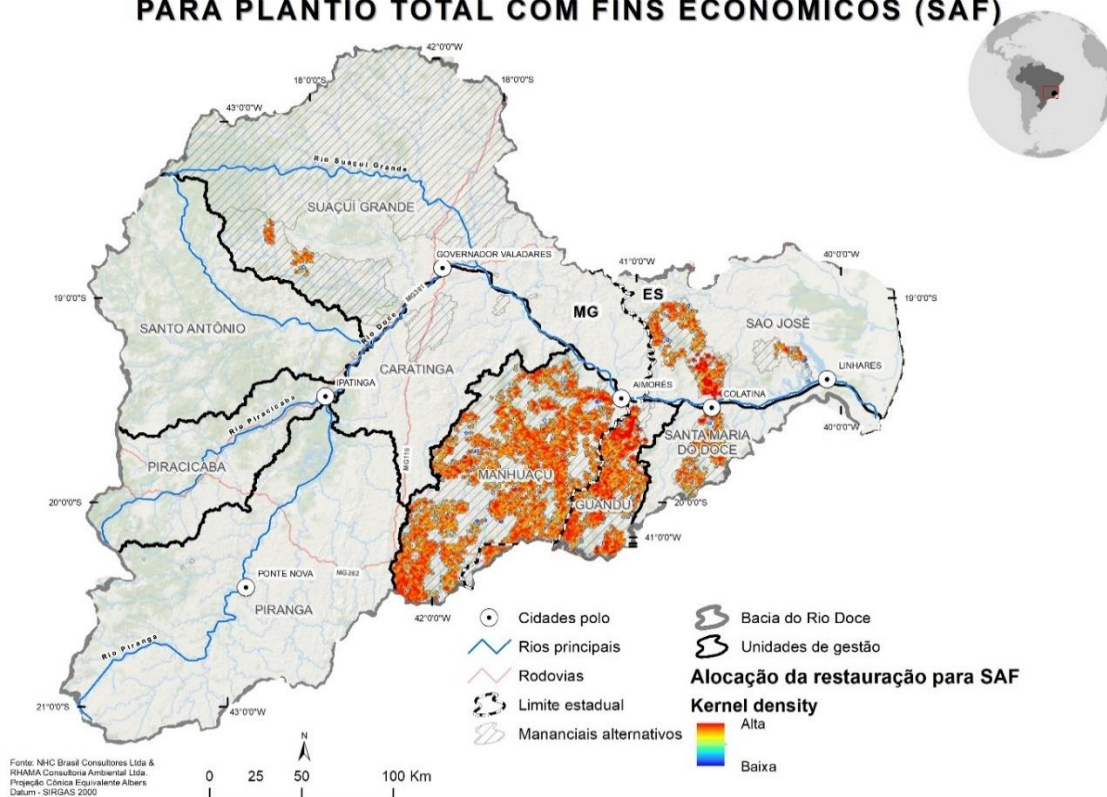 PARA PLANTIO TOTAL COM FINS ECONÔMICOS (SAF)
42°0'0"W
18°0'0"S
18°0'0"S
43°0'0"W
Rio Suaçuí Grande
SUAÇUÍ GRANDE
GOVERNADOR VALADARES
41°0'0"W
40°0'0"W
19°0'0"S
ES
19°0'0"S
MG
SAO JOSÉ
SANTO ANTÔNIO
Rio Doce
MG381
CARATINGA
LINHARES
IPATINGA
AIMORÉS
COLATINA
Rio Piracicaba
40°0'0"W
SANTA MARIA
DO DOCE
PIRACICABA
MG116
MANHUAÇU
GUANDU
20°0'0"S
20°0'0"S
41°0'0"W
PONTE NOVA
MG262
PIRANGA
42°0'0"W
Rio Piranga
21°0'0"S
43°0'0"W
Cidades polo
Rios principais
Rodovias
Limite estadual
Mananciais alternativos
Bacia do Rio Doce
Unidades de gestão
Alocação da restauração para SAF
Kernel density
Alta
Baixa
N
0 25 50 100 Km
Fonte: NHC Brasil Consultores Ltda &
RHAMA Consultoria Ambiental Ltda.
Projeção Cônica Equivalente Albers
Datum - SIRGAS 2000